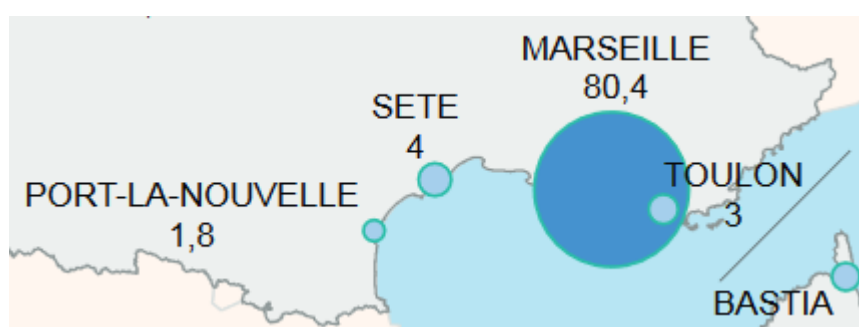 MARSEILLE
80,4
SETE
4
TOULON
3
PORT-LA-NOUVELLE
1,8
BASTIA